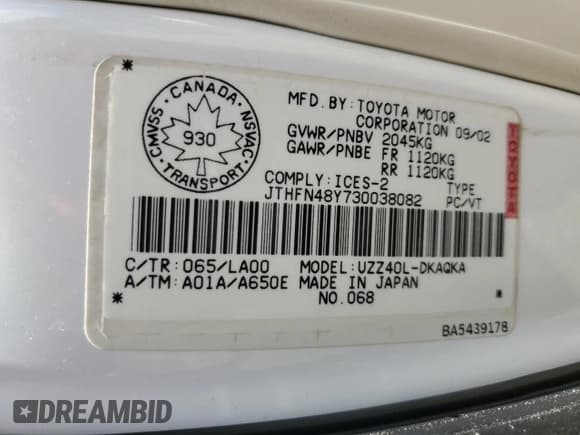 CMVSS • CANADA • NSVAC
930
• TRANSPORT •
MFD. BY: TOYOTA MOTOR
CORPORATION 09/02
GVWR/PNBV 2045KG
GAWR/PNBE FR 1120KG
RR 1120KG
COMPLY: ICES-2 TYPE
JTHFN48Y730038082 PC/VT
TOYOTA
C/TR: 065/LA00 MODEL: UZZ40L-DKAQKA
A/TM: A01A/A650E MADE IN JAPAN
NO. 068
BA5439178
DREAMBID